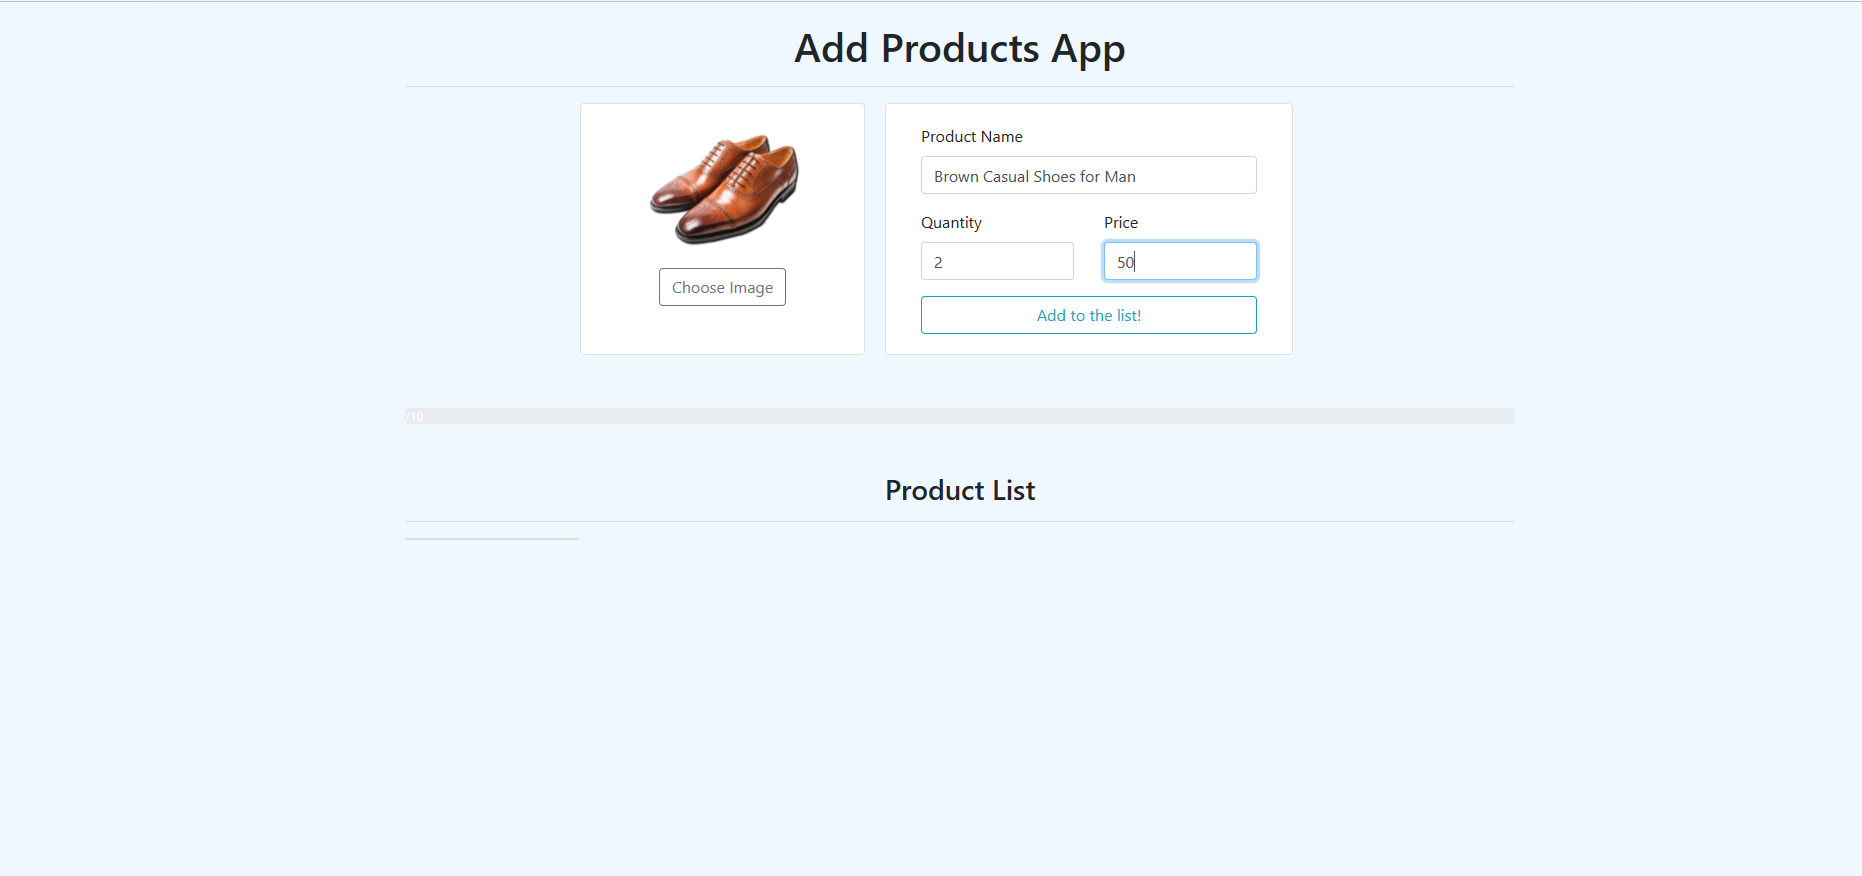 Add Products App
Product Name
Brown Casual Shoes for Man
Quantity
Price
2
50
Choose Image
Add to the list!
/10
Product List